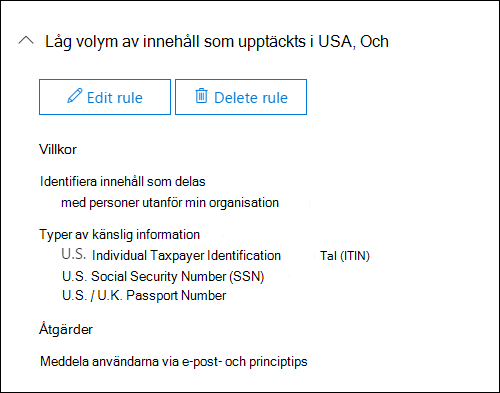 Låg volym av innehåll som upptäckts i USA, Och
Edit rule Delete rule
Villkor
Identifiera innehåll som delas
med personer utanför min organisation
Typer av känslig information
U.S. Individual Taxpayer Identification Tal (ITIN)
U.S. Social Security Number (SSN)
U.S. / U.K. Passport Number
Åtgärder
Meddela användarna via e-post- och principtips